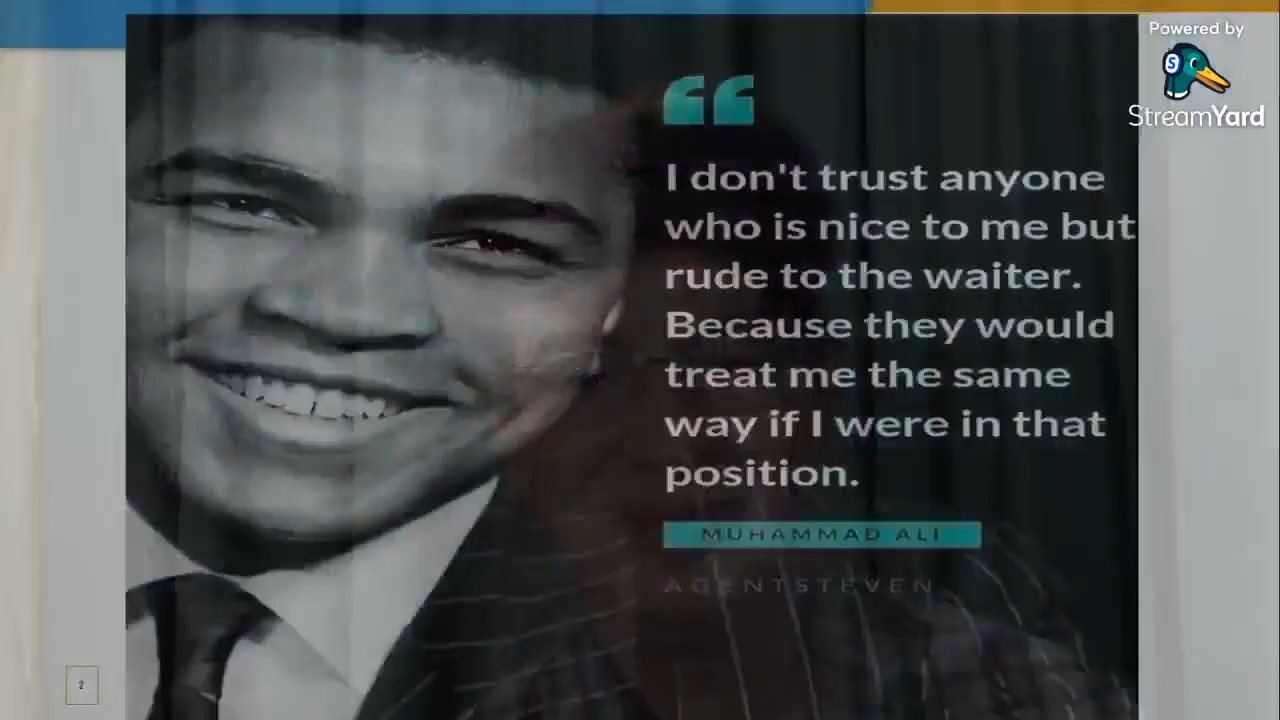 Powered by
S
StreamYard
“
I don't trust anyone
who is nice to me but
rude to the waiter.
Because they would
treat me the same
way if I were in that
position.
MUHAMMAD ALI
AGENTSTEVEN
2